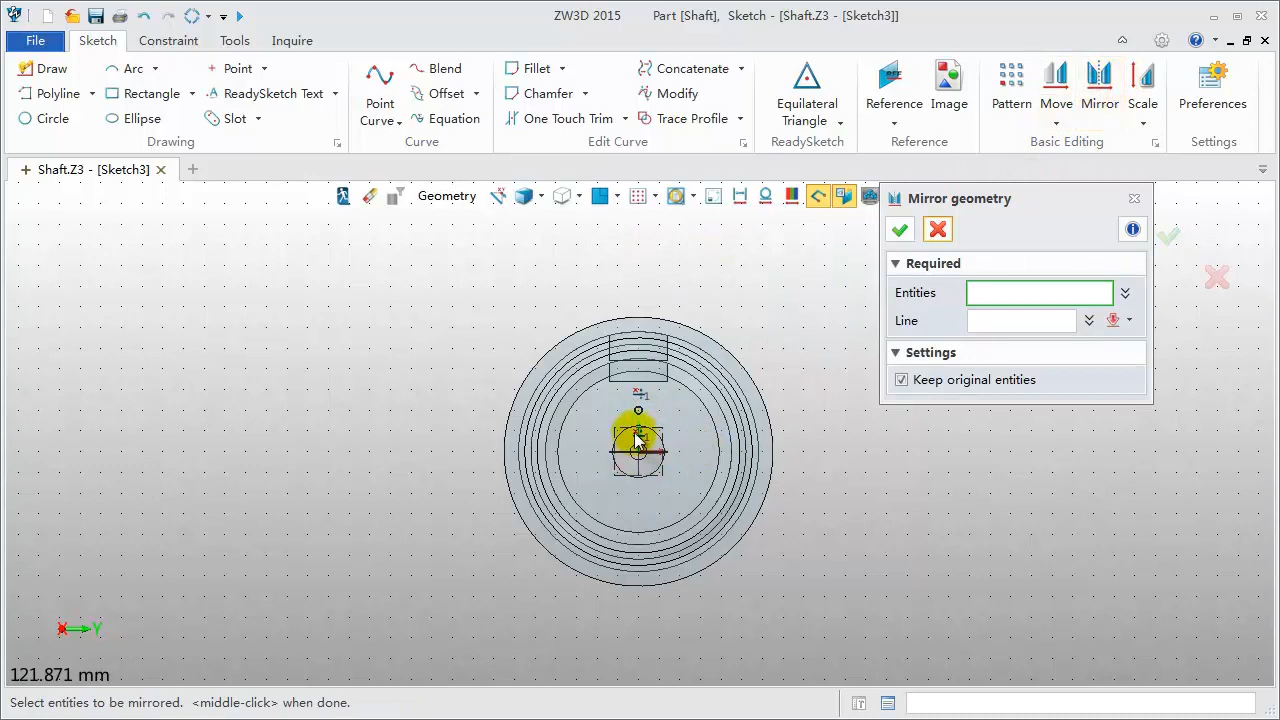 ZW3D 2015 Part [Shaft], Sketch - [Shaft.Z3 - [Sketch3]]
File Sketch Constraint Tools Inquire
Draw Arc Point Blend Fillet Concatenate
Polyline Rectangle ReadySketch Text Offset Chamfer Modify
Circle Ellipse Slot Equation One Touch Trim Trace Profile
Point Curve
Equilateral Triangle
REF
Reference Image
Pattern Move Mirror Scale
Preferences
Drawing Curve Edit Curve ReadySketch Reference Basic Editing Settings
Shaft.Z3 - [Sketch3]
Geometry
Mirror geometry
Required
Entities
Line
Settings
Keep original entities
1
1
Y
121.871 mm
Select entities to be mirrored. <middle-click> when done.